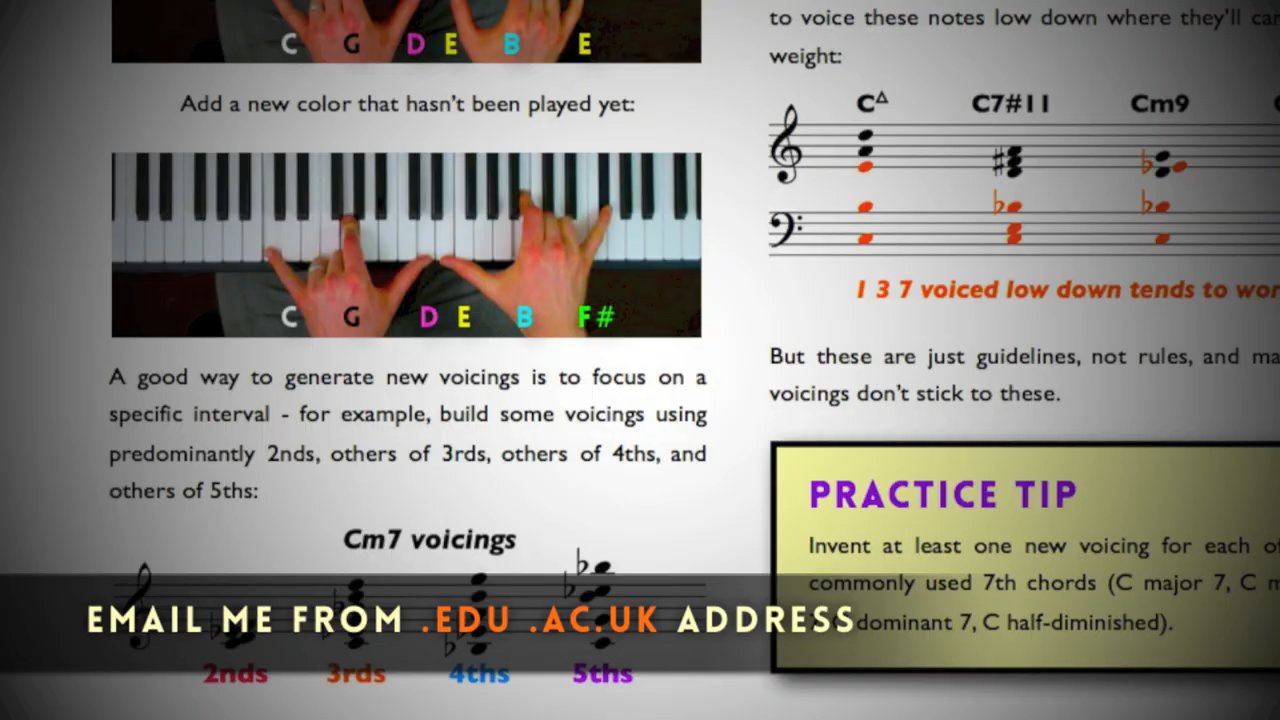 C G D E B E
Add a new color that hasn't been played yet:
C G D E B F#
A good way to generate new voicings is to focus on a
specific interval - for example, build some voicings using
predominantly 2nds, others of 3rds, others of 4ths, and
others of 5ths:
Cm7 voicings
2nds 3rds 4ths 5ths
to voice these notes low down where they'll
weight:
C△ C7#11 Cm9
1 3 7 voiced low down tends to
But these are just guidelines, not rules, and
voicings don't stick to these.
PRACTICE TIP
Invent at least one new voicing for each
commonly used 7th chords (C major 7, C
dominant 7, C half-diminished).
EMAIL ME FROM .EDU .AC.UK ADDRESS